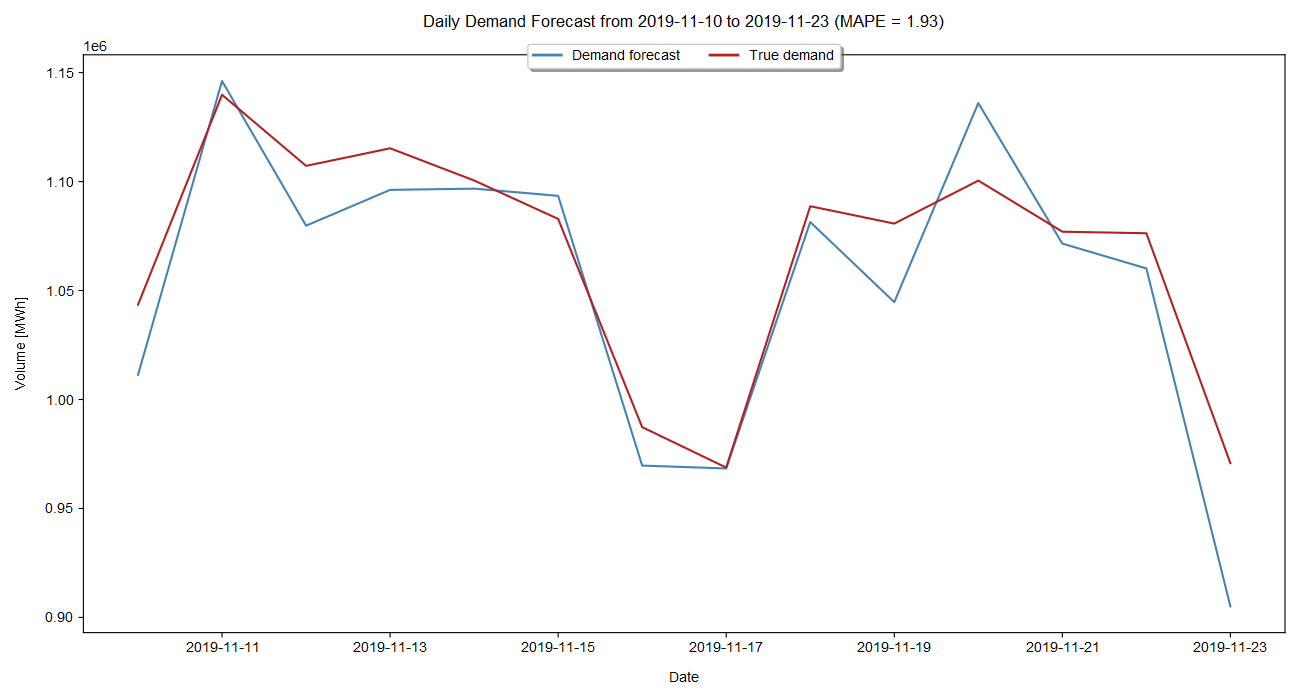 Daily Demand Forecast from 2019-11-10 to 2019-11-23 (MAPE = 1.93)
1e6
Demand forecast
True demand
1.15
1.10
1.05
1.00
0.95
0.90
Volume [MWh]
2019-11-11
2019-11-13
2019-11-15
2019-11-17
2019-11-19
2019-11-21
2019-11-23
Date